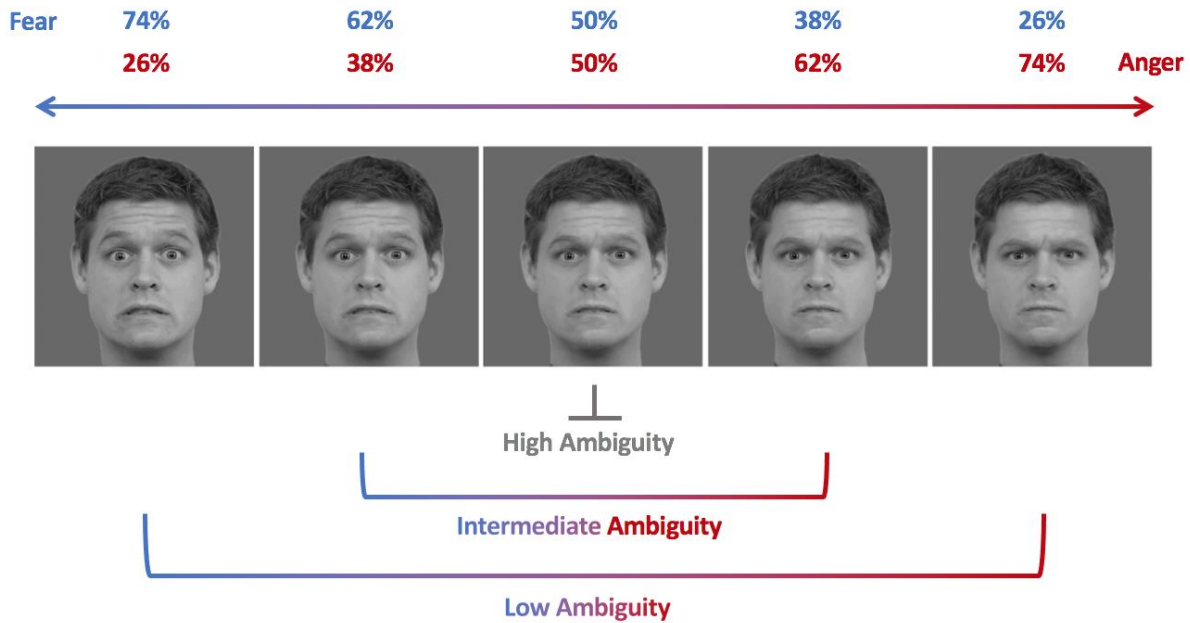 Fear 74% 62% 50% 38% 26%
26% 38% 50% 62% 74% Anger
High Ambiguity
Intermediate Ambiguity
Low Ambiguity